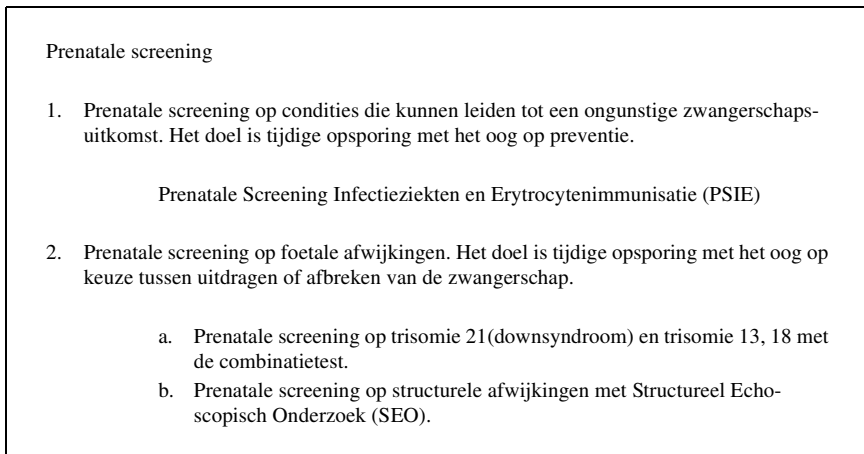 Prenatale screening
1. Prenatale screening op condities die kunnen leiden tot een ongunstige zwangerschaps-
uitkomst. Het doel is tijdige opsporing met het oog op preventie.
Prenatale Screening Infectieziekten en Erytrocytenimmunisatie (PSIE)
2. Prenatale screening op foetale afwijkingen. Het doel is tijdige opsporing met het oog op
keuze tussen uitdragen of afbreken van de zwangerschap.
a. Prenatale screening op trisomie 21(downsyndroom) en trisomie 13, 18 met
de combinatietest.
b. Prenatale screening op structurele afwijkingen met Structureel Echo-
scopisch Onderzoek (SEO).